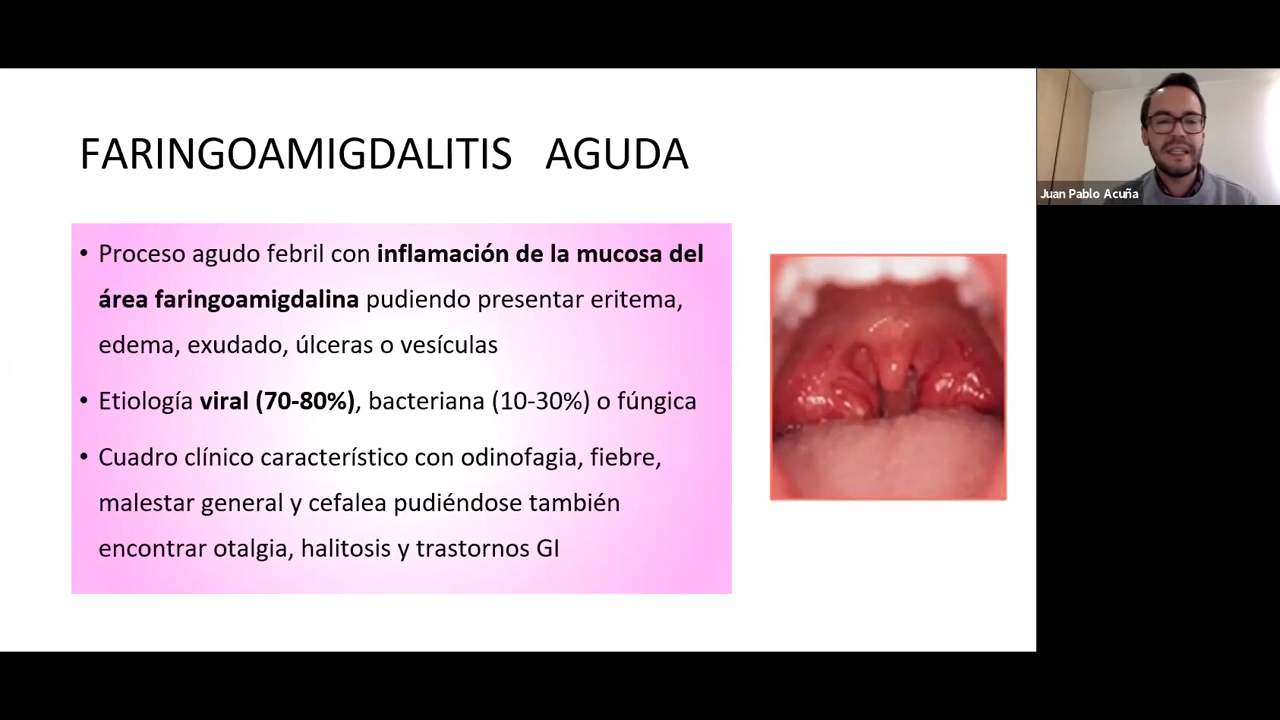 FARINGOAMIGDALITIS AGUDA
• Proceso agudo febril con inflamación de la mucosa del
área faringoamigdalina pudiendo presentar eritema,
edema, exudado, úlceras o vesículas
• Etiología viral (70-80%), bacteriana (10-30%) o fúngica
• Cuadro clínico característico con odinofagia, fiebre,
malestar general y cefalea pudiéndose también
encontrar otalgia, halitosis y trastornos GI
Juan Pablo Acuña